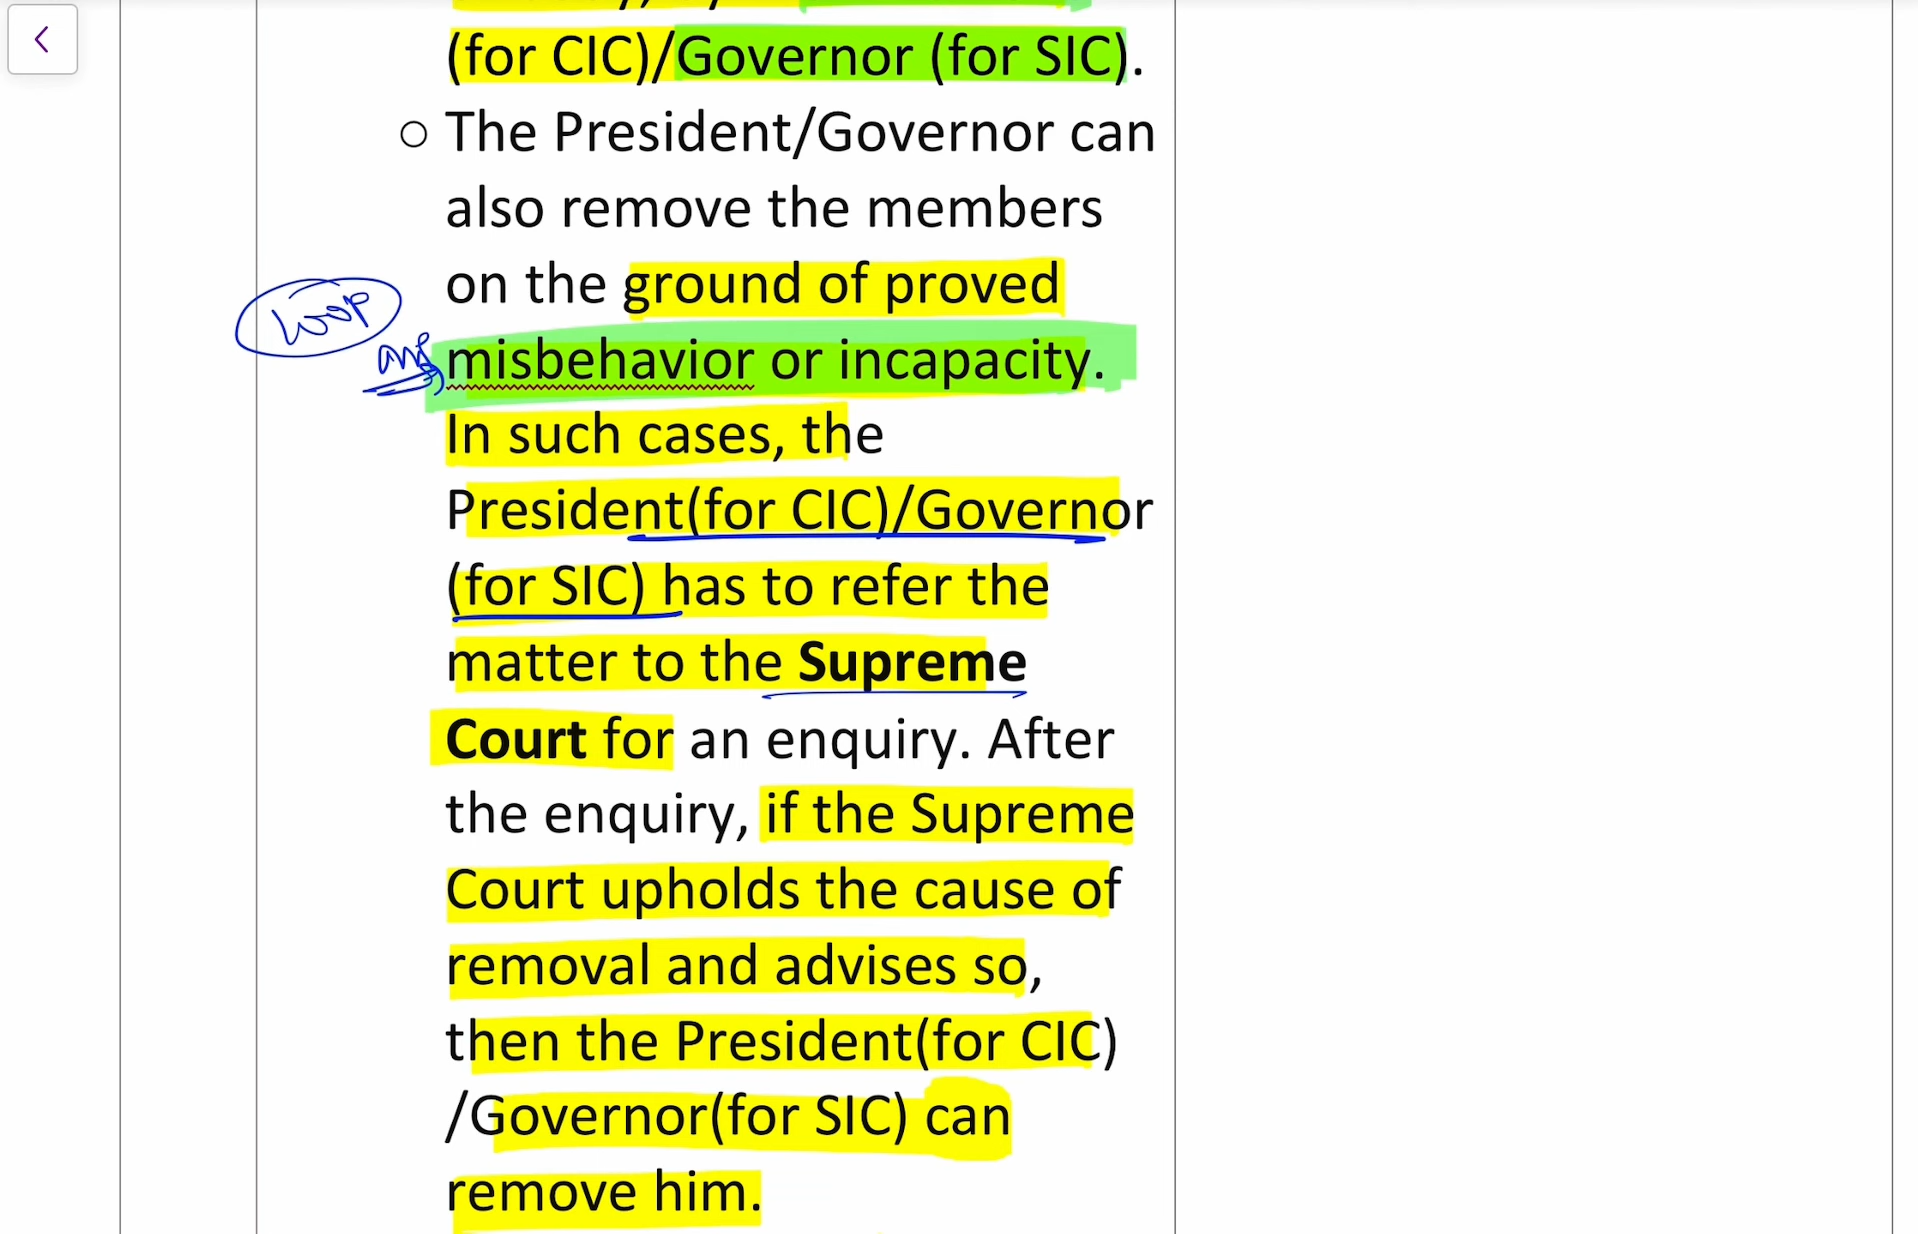 (for CIC)/Governor (for SIC).
○ The President/Governor can
also remove the members
on the ground of proved
Loop
and
misbehavior or incapacity.
In such cases, the
President(for CIC)/Governor
(for SIC) has to refer the
matter to the Supreme
Court for an enquiry. After
the enquiry, if the Supreme
Court upholds the cause of
removal and advises so,
then the President(for CIC)
/Governor(for SIC) can
remove him.